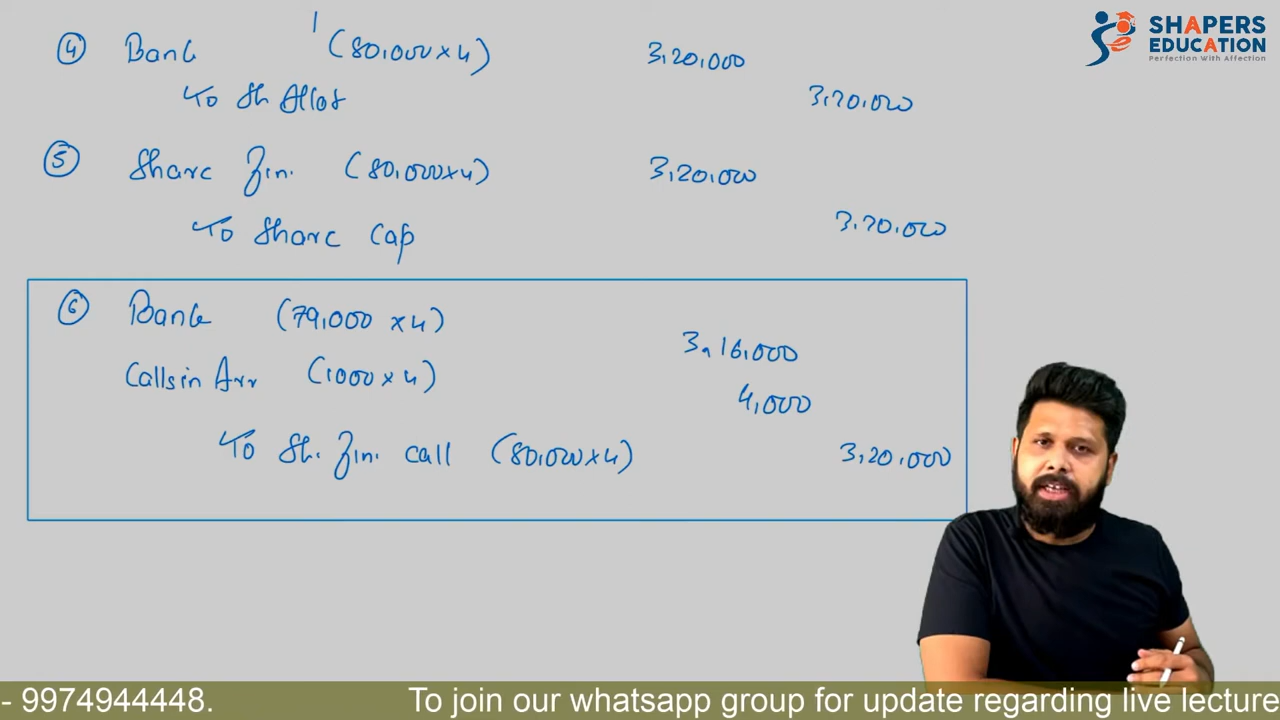 SHAPERS
EDUCATION
Perfection With Affection
④ Bank (80,000×4) 3,20,000
To Sh Allot 3,20,000
⑤ Share Fin. (80,000×4) 3,20,000
To Share Cap 3,20,000
⑥ Bank (79,000 ×4) 3,16,000
Calls in Arr (1000×4) 4,000
To Sh. Fin. call (80,000×4) 3,20,000
- 9974944448. To join our whatsapp group for update regarding live lecture